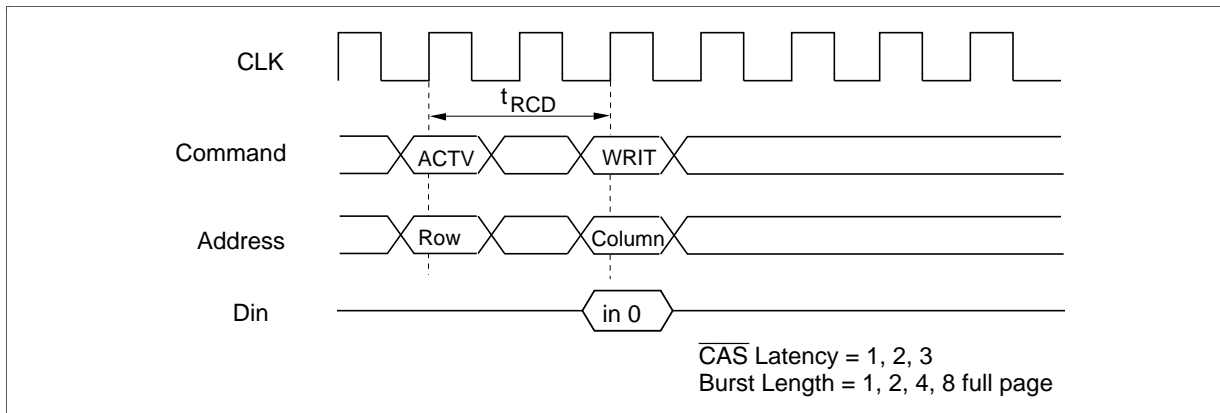 CLK
tRCD
Command
ACTV
WRIT
Address
Row
Column
Din
in 0
CAS Latency = 1, 2, 3
Burst Length = 1, 2, 4, 8 full page